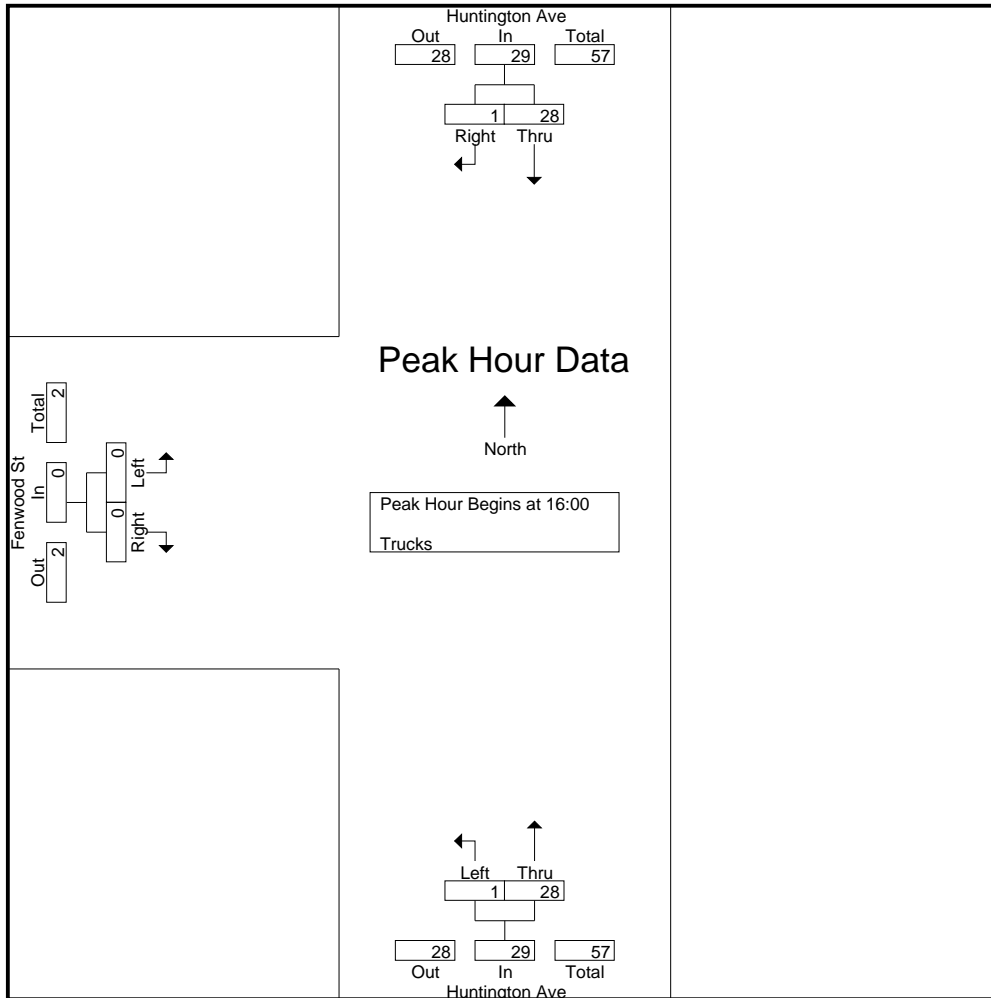 Huntington Ave
Out In Total
28 29 57
1 28
Right Thru
Peak Hour Data
North
Peak Hour Begins at 16:00
Trucks
Fenwood St
Out In Total
2 0 2
0 0
Right Left
Left Thru
1 28
28 29 57
Out In Total
Huntington Ave